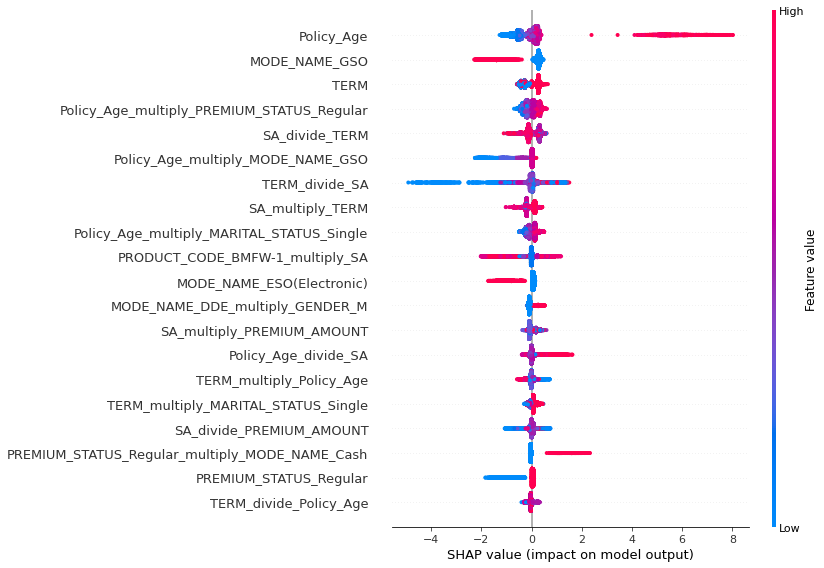 High
Policy_Age
MODE_NAME_GSO
TERM
Policy_Age_multiply_PREMIUM_STATUS_Regular
SA_divide_TERM
Policy_Age_multiply_MODE_NAME_GSO
TERM_divide_SA
SA_multiply_TERM
Policy_Age_multiply_MARITAL_STATUS_Single
PRODUCT_CODE_BMFW-1_multiply_SA
MODE_NAME_ESO(Electronic)
MODE_NAME_DDE_multiply_GENDER_M
SA_multiply_PREMIUM_AMOUNT
Policy_Age_divide_SA
TERM_multiply_Policy_Age
TERM_multiply_MARITAL_STATUS_Single
SA_divide_PREMIUM_AMOUNT
PREMIUM_STATUS_Regular_multiply_MODE_NAME_Cash
PREMIUM_STATUS_Regular
TERM_divide_Policy_Age
Feature value
Low
−4 −2 0 2 4 6 8
SHAP value (impact on model output)